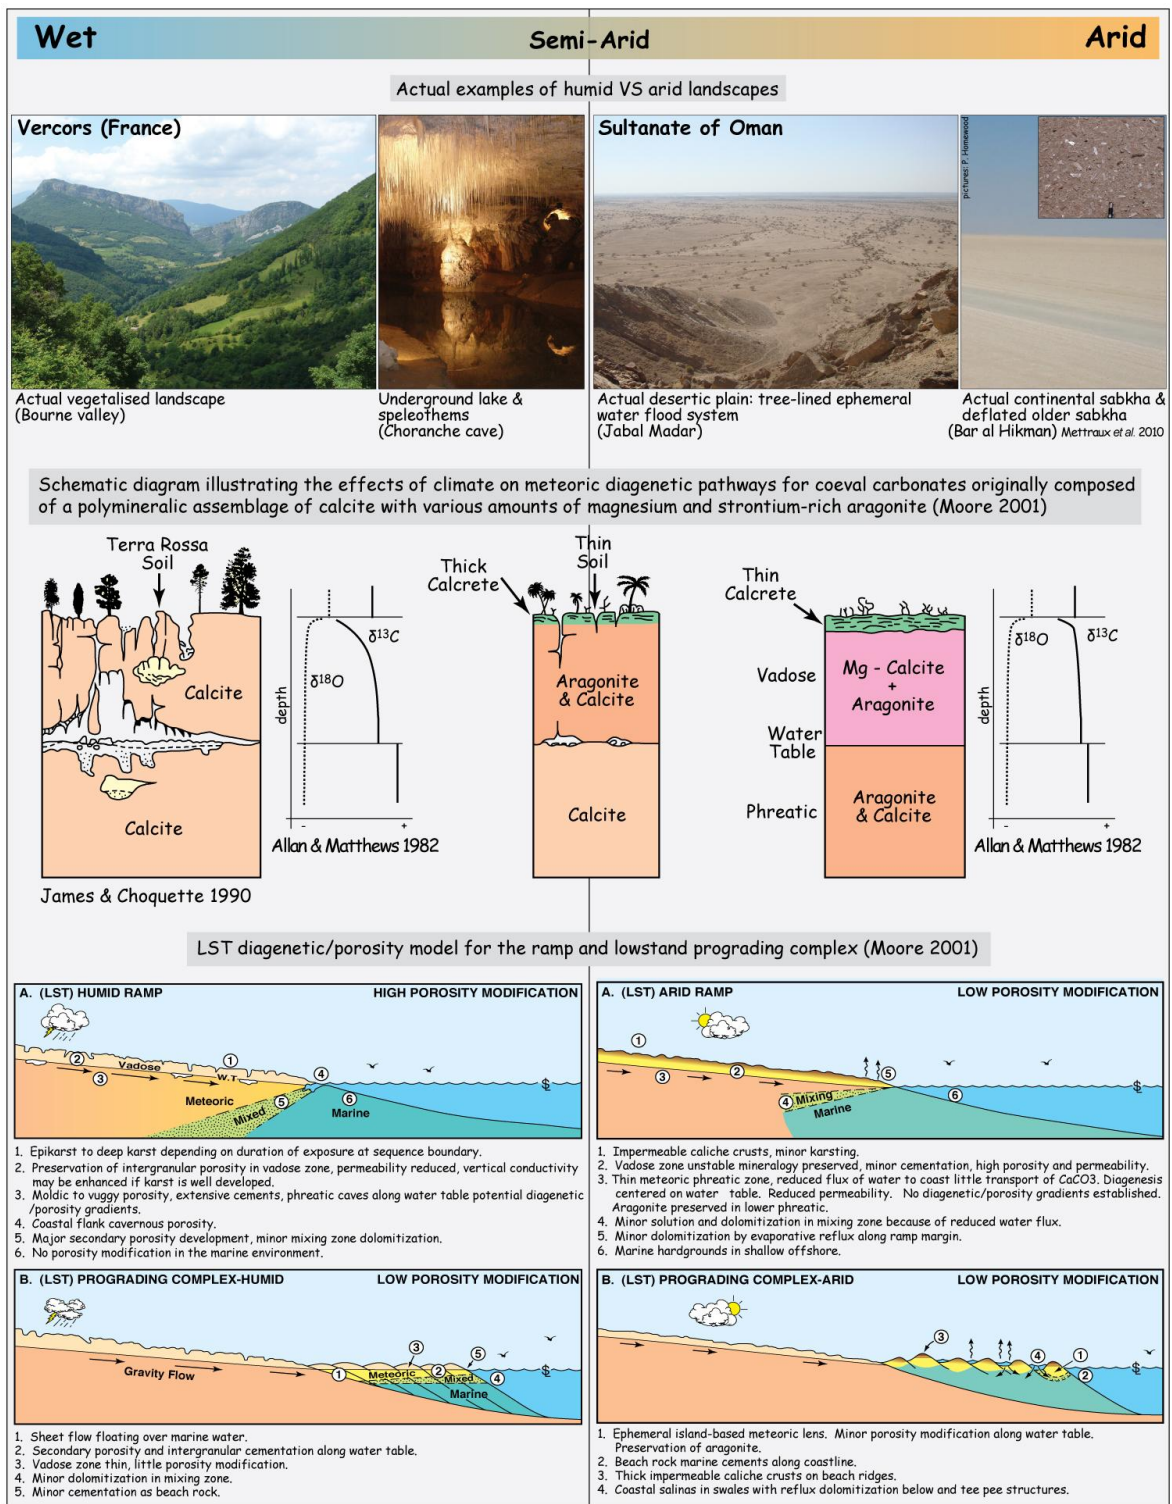 Wet
Semi-Arid
Arid
Actual examples of humid VS arid landscapes
Vercors (France)
Sultanate of Oman
pictures: P. Homewood
Actual vegetalised landscape
(Bourne valley)
Underground lake &
speleothems
(Choranche cave)
Actual desertic plain: tree-lined ephemeral
water flood system
(Jabal Madar)
Actual continental sabkha &
deflated older sabkha
(Bar al Hikman) Mettraux et al. 2010
Schematic diagram illustrating the effects of climate on meteoric diagenetic pathways for coeval carbonates originally composed
of a polymineralic assemblage of calcite with various amounts of magnesium and strontium-rich aragonite (Moore 2001)
Terra Rossa
Soil
Calcite
Calcite
James & Choquette 1990
δ13C
δ18O
depth
- +
Allan & Matthews 1982
Thick
Calcrete
Thin
Soil
Aragonite
& Calcite
Calcite
Thin
Calcrete
Vadose
Water
Table
Phreatic
Mg - Calcite
+
Aragonite
Aragonite
& Calcite
δ18O
δ13C
depth
- +
Allan & Matthews 1982
LST diagenetic/porosity model for the ramp and lowstand prograding complex (Moore 2001)
A. (LST) HUMID RAMP HIGH POROSITY MODIFICATION
1
2
Vadose
3
W.T
4
Meteoric
5
Mixed
6
Marine
1. Epikarst to deep karst depending on duration of exposure at sequence boundary.
2. Preservation of intergranular porosity in vadose zone, permeability reduced, vertical conductivity
may be enhanced if karst is well developed.
3. Moldic to vuggy porosity, extensive cements, phreatic caves along water table potential diagenetic
/porosity gradients.
4. Coastal flank cavernous porosity.
5. Major secondary porosity development, minor mixing zone dolomitization.
6. No porosity modification in the marine environment.
A. (LST) ARID RAMP LOW POROSITY MODIFICATION
1
2
3
5
4
Mixing
Marine
6
1. Impermeable caliche crusts, minor karsting.
2. Vadose zone unstable mineralogy preserved, minor cementation, high porosity and permeability.
3. Thin meteoric phreatic zone, reduced flux of water to coast little transport of CaCO3. Diagenesis
centered on water table. Reduced permeability. No diagenetic/porosity gradients established.
Aragonite preserved in lower phreatic.
4. Minor solution and dolomitization in mixing zone because of reduced water flux.
5. Minor dolomitization by evaporative reflux along ramp margin.
6. Marine hardgrounds in shallow offshore.
B. (LST) PROGRADING COMPLEX-HUMID LOW POROSITY MODIFICATION
3
5
Gravity Flow
1
Meteoric
2
Mixed
4
Marine
1. Sheet flow floating over marine water.
2. Secondary porosity and intergranular cementation along water table.
3. Vadose zone thin, little porosity modification.
4. Minor dolomitization in mixing zone.
5. Minor cementation as beach rock.
B. (LST) PROGRADING COMPLEX-ARID LOW POROSITY MODIFICATION
3
4
1
2
1. Ephemeral island-based meteoric lens. Minor porosity modification along water table.
Preservation of aragonite.
2. Beach rock marine cements along coastline.
3. Thick impermeable caliche crusts on beach ridges.
4. Coastal salinas in swales with reflux dolomitization below and tee pee structures.